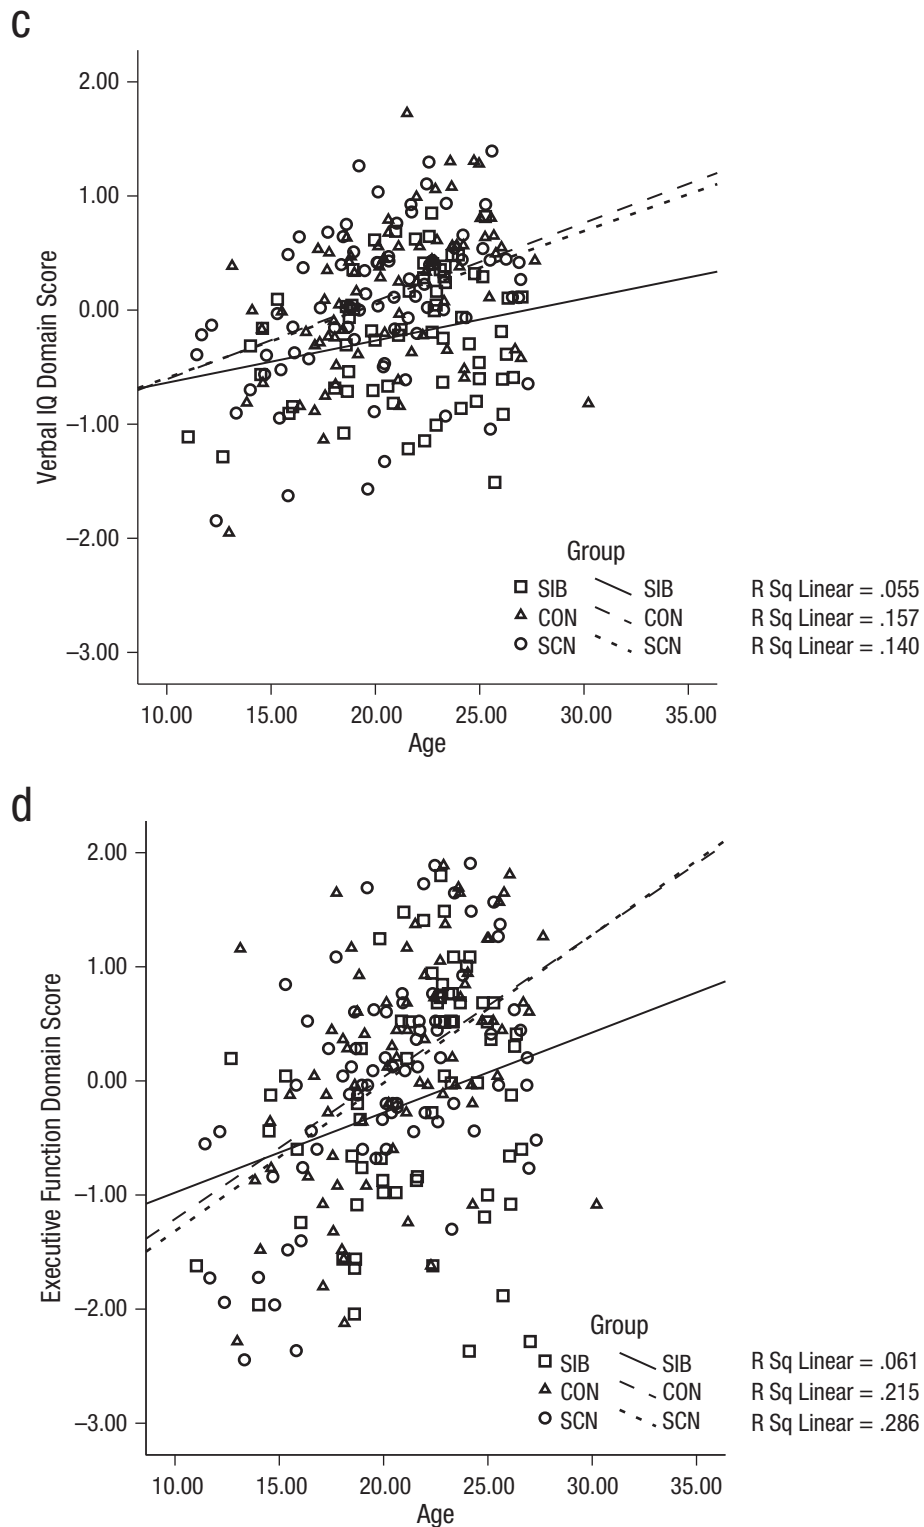 c
2.00
1.00
0.00
–1.00
–2.00
–3.00
Verbal IQ Domain Score
Group
SIB SIB R Sq Linear = .055
CON CON R Sq Linear = .157
SCN SCN R Sq Linear = .140
10.00 15.00 20.00 25.00 30.00 35.00
Age
d
2.00
1.00
0.00
–1.00
–2.00
–3.00
Executive Function Domain Score
Group
SIB SIB R Sq Linear = .061
CON CON R Sq Linear = .215
SCN SCN R Sq Linear = .286
10.00 15.00 20.00 25.00 30.00 35.00
Age